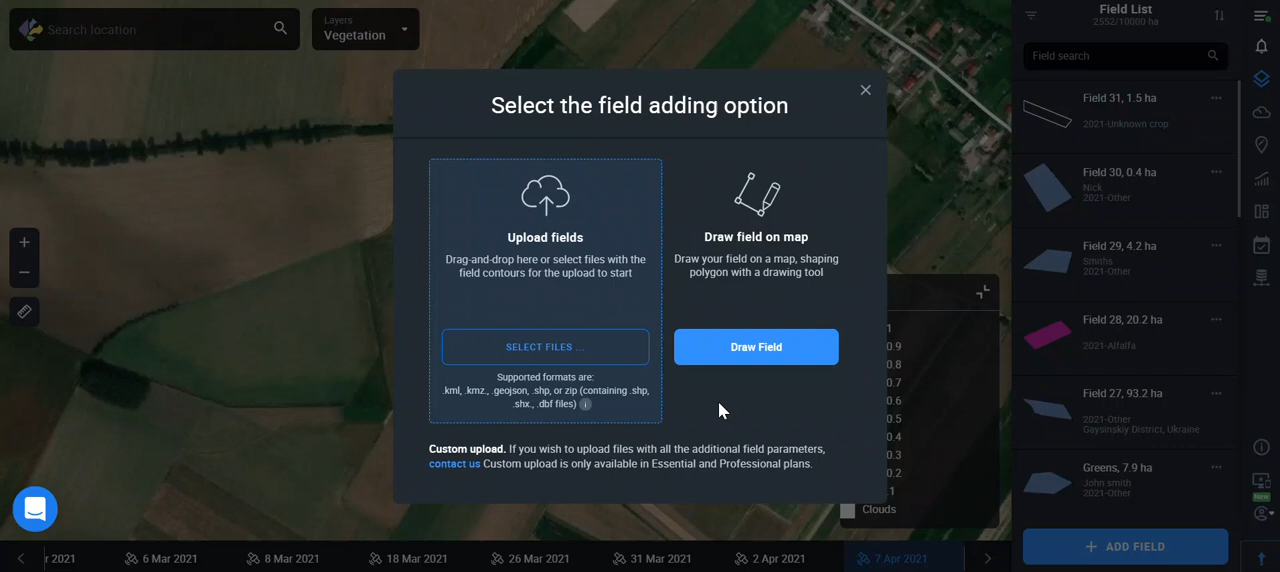 Search location
Layers
Vegetation
Field List
2552/10000 ha
Field search
Select the field adding option
Upload fields
Drag-and-drop here or select files with the
field contours for the upload to start
SELECT FILES ...
Supported formats are:
.kml, .kmz., .geojson, .shp, or zip (containing .shp,
.shx., .dbf files)
Draw field on map
Draw your field on a map, shaping
polygon with a drawing tool
Draw Field
Custom upload. If you wish to upload files with all the additional field parameters,
contact us Custom upload is only available in Essential and Professional plans.
1
0.9
0.8
0.7
0.6
0.5
0.4
0.3
0.2
.1
Clouds
Field 31, 1.5 ha
2021-Unknown crop
Field 30, 0.4 ha
Nick
2021-Other
Field 29, 4.2 ha
Smiths
2021-Other
Field 28, 20.2 ha
2021-Alfalfa
Field 27, 93.2 ha
2021-Other
Gaysinskiy District, Ukraine
Greens, 7.9 ha
John smith
2021-Other
ADD FIELD
New
r 2021
6 Mar 2021
8 Mar 2021
18 Mar 2021
26 Mar 2021
31 Mar 2021
2 Apr 2021
7 Apr 2021